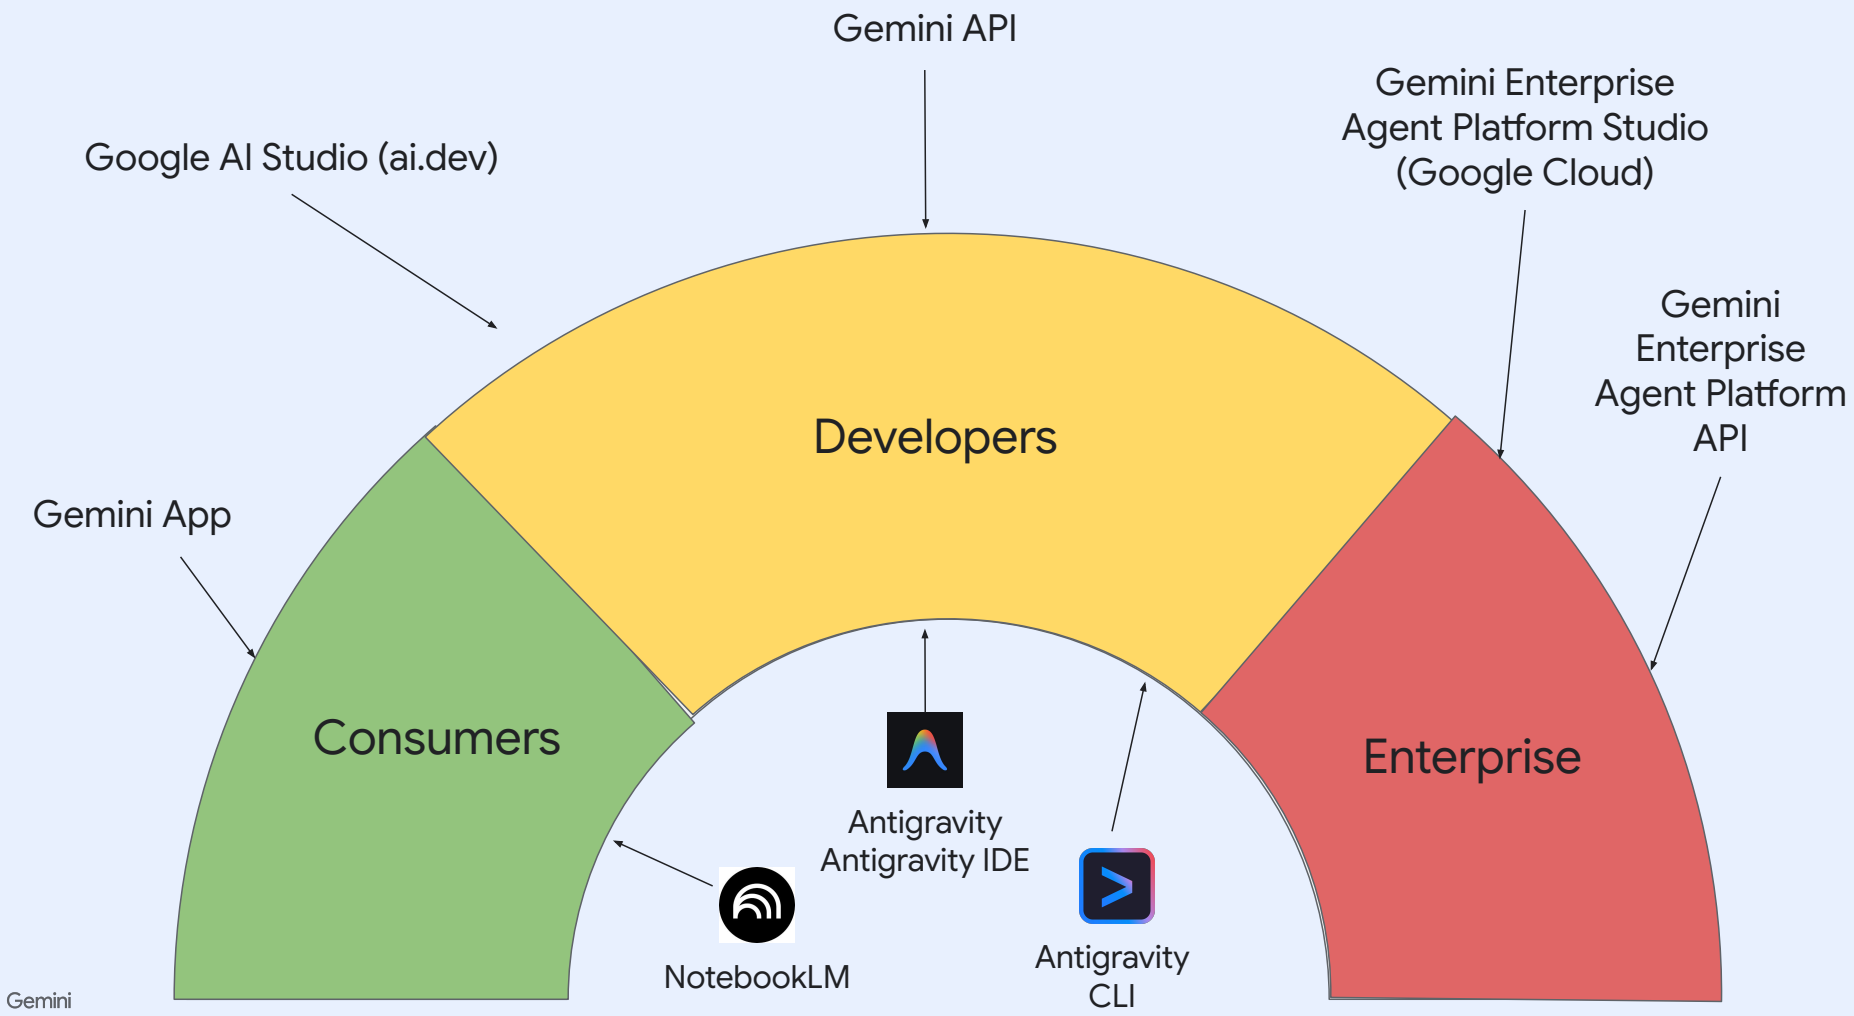 Gemini API
Gemini Enterprise
Agent Platform Studio
(Google Cloud)
Google AI Studio (ai.dev)
Gemini
Enterprise
Agent Platform
API
Developers
Gemini App
Consumers
Enterprise
Antigravity
Antigravity IDE
NotebookLM
Antigravity
CLI
Gemini